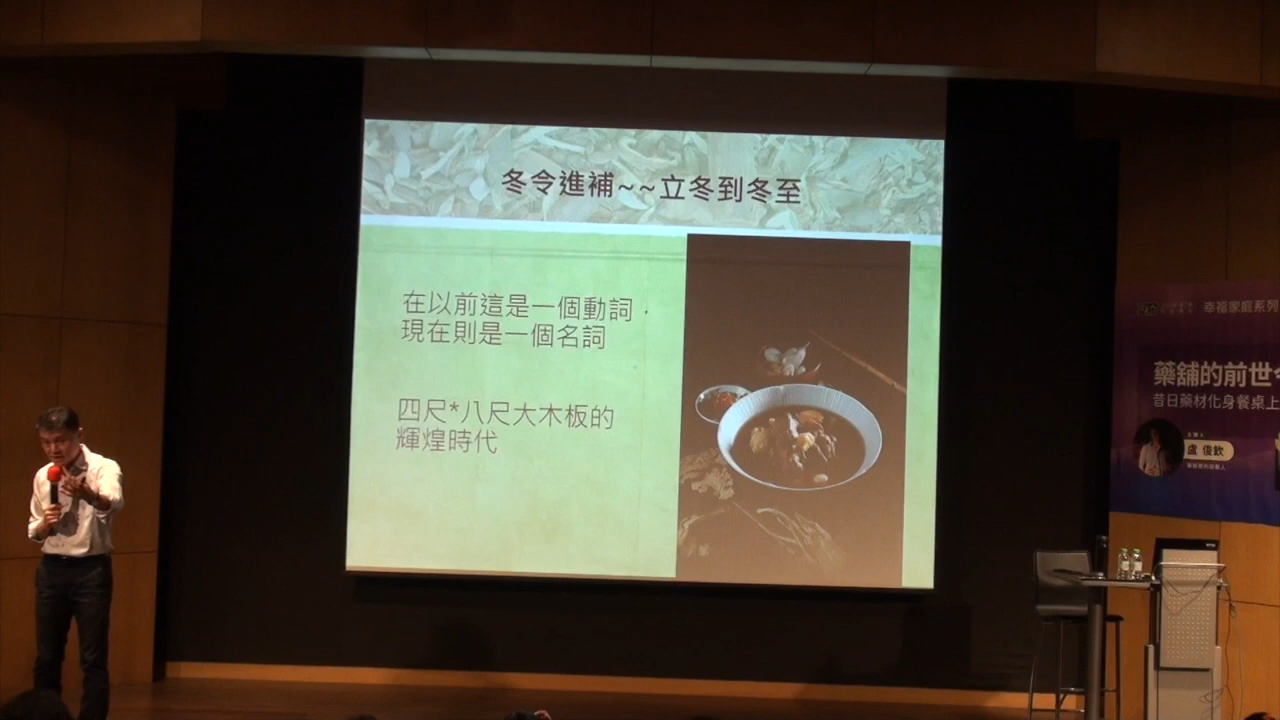 冬令進補~~立冬到冬至
在以前這是一個動詞
現在則是一個名詞
四尺*八尺大木板的
輝煌時代
幸福家庭系列
藥舖的前世
昔日藥材化身餐桌上
盧俊欽